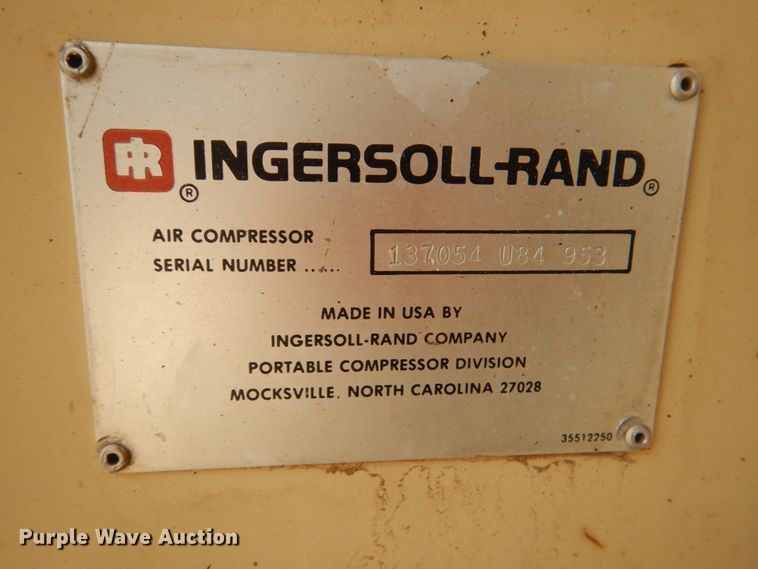 IR ® INGERSOLL-RAND ®
AIR COMPRESSOR
SERIAL NUMBER ...... 137054 U84 953
MADE IN USA BY
INGERSOLL-RAND COMPANY
PORTABLE COMPRESSOR DIVISION
MOCKSVILLE, NORTH CAROLINA 27028
35512250
Purple Wave Auction